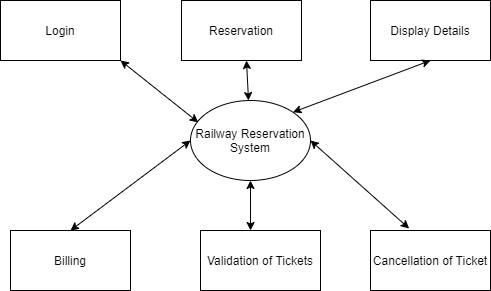 Login
Reservation
Display Details
Railway Reservation
System
Billing
Validation of Tickets
Cancellation of Ticket